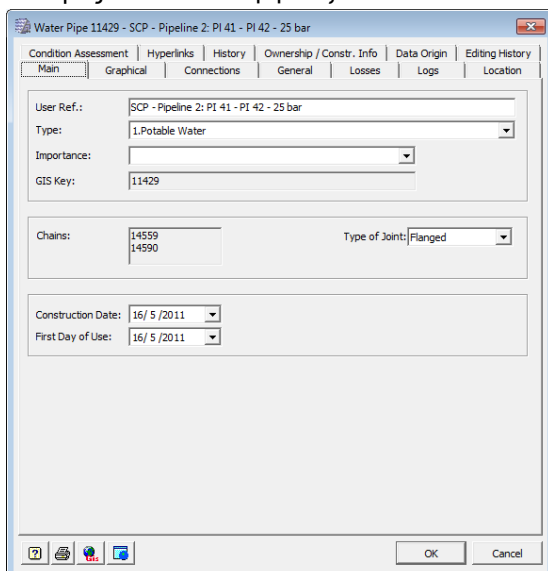 Water Pipe 11429 - SCP - Pipeline 2: PI 41 - PI 42 - 25 bar
Condition Assessment Hyperlinks History Ownership / Constr. Info Data Origin Editing History
Main Graphical Connections General Losses Logs Location
User Ref.: SCP - Pipeline 2: PI 41 - PI 42 - 25 bar
Type: 1.Potable Water
Importance:
GIS Key: 11429
Chains: 14559 Type of Joint: Flanged
14590
Construction Date: 16/ 5 /2011
First Day of Use: 16/ 5 /2011
OK Cancel